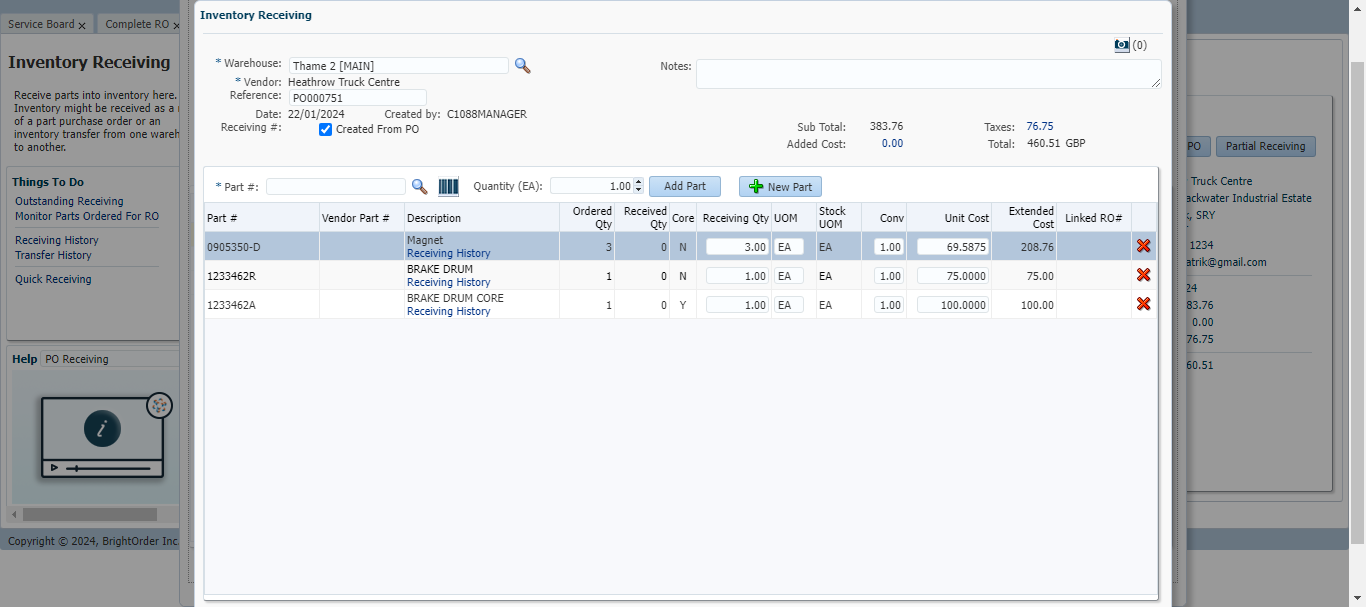 Service Board x
Complete RO x
Inventory Receiving
Receive parts into inventory here.
Inventory might be received as a
of a part purchase order or an
inventory transfer from one
to another.
Things To Do
Outstanding Receiving
Monitor Parts Ordered For RO
Receiving History
Transfer History
Quick Receiving
Help PO Receiving
i
Copyright © 2024, BrightOrder Inc.
Inventory Receiving
(0)
* Warehouse: Thame 2 [MAIN]
Notes:
* Vendor: Heathrow Truck Centre
Reference: PO000751
Date: 22/01/2024 Created by: C1088MANAGER
Receiving #: Created From PO
Sub Total: 383.76 Taxes: 76.75
Added Cost: 0.00 Total: 460.51 GBP
* Part #: Quantity (EA): 1.00 Add Part New Part
Part # Vendor Part # Description Ordered Qty Received Qty Core Receiving Qty UOM Stock UOM Conv Unit Cost Extended Cost Linked RO#
0905350-D Magnet 3 0 N 3.00 EA EA 1.00 69.5875 208.76
Receiving History
1233462R BRAKE DRUM 1 0 N 1.00 EA EA 1.00 75.0000 75.00
Receiving History
1233462A BRAKE DRUM CORE 1 0 Y 1.00 EA EA 1.00 100.0000 100.00
Receiving History
PO Partial Receiving
Truck Centre
ackwater Industrial Estate
, SRY
1234
atrik@gmail.com
24
83.76
0.00
76.75
60.51